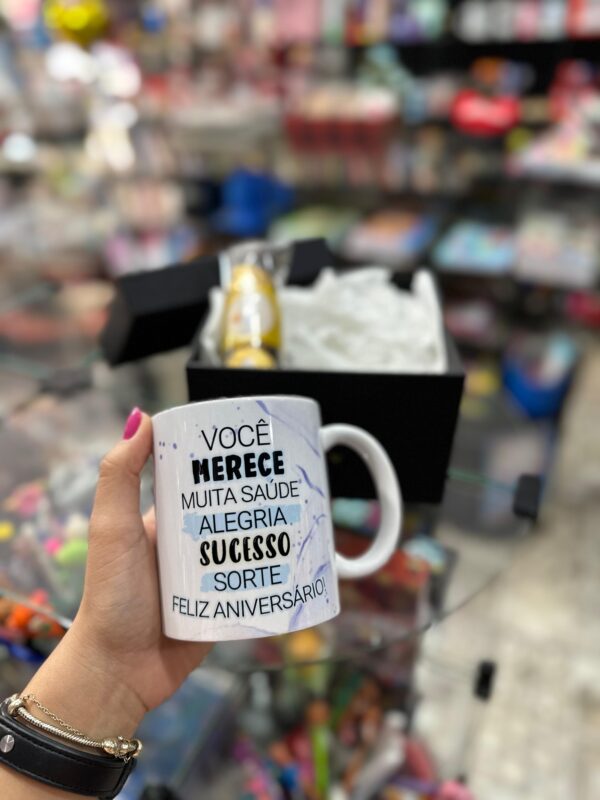 VOCÊ
MERECE
MUITA SAÚDE
ALEGRIA
SUCESSO
SORTE
FELIZ ANIVERSÁRIO!